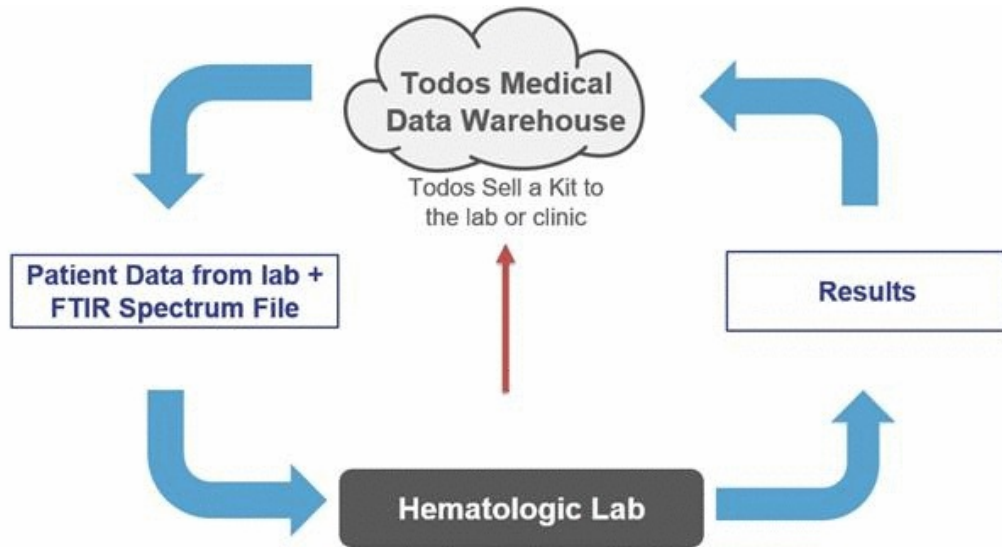 Todos Medical
Data Warehouse
Todos Sell a Kit to
the lab or clinic
Patient Data from lab +
FTIR Spectrum File
Results
Hematologic Lab